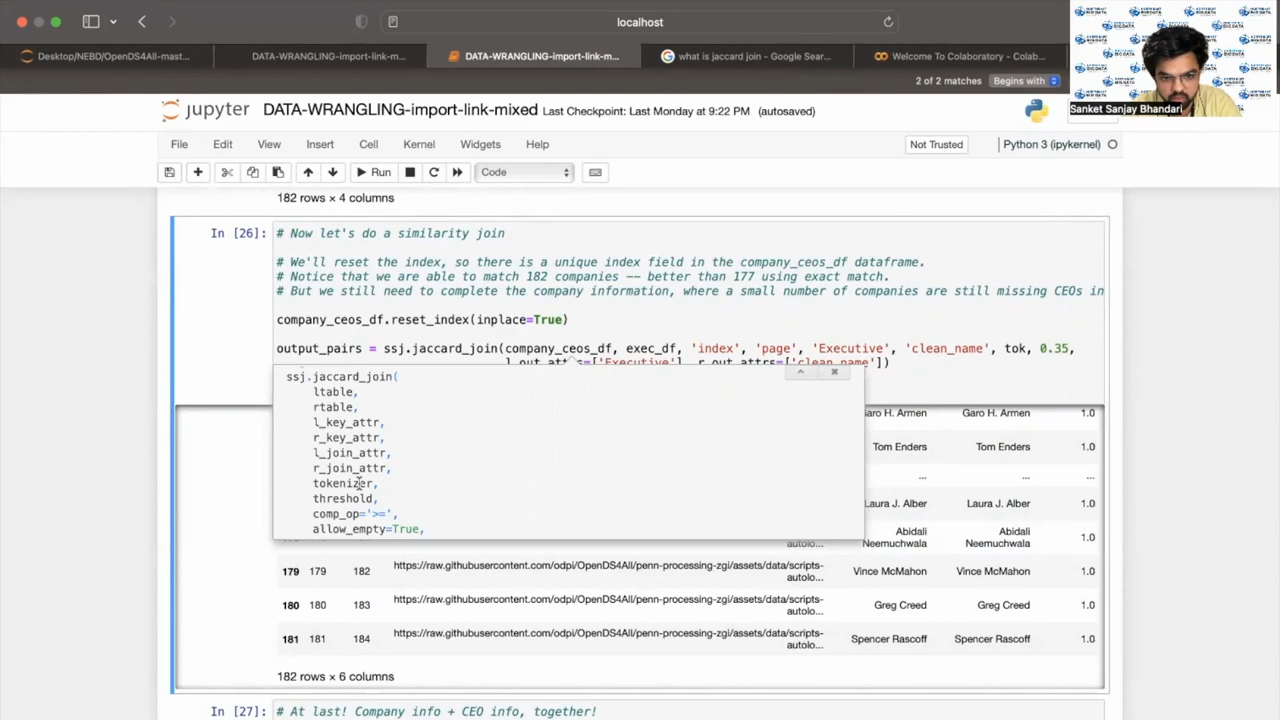 localhost
Desktop/NEBD/OpenDS4All-mast...
DATA-WRANGLING-import-link-m...
DATA-WRANGLING-import-link-m...
what is jaccard join - Google Sear...
Welcome To Colaboratory - Colab...
2 of 2 matches
Begins with
Sanket Sanjay Bhandari
jupyter
DATA-WRANGLING-import-link-mixed
Last Checkpoint: Last Monday at 9:22 PM
(autosaved)
File
Edit
View
Insert
Cell
Kernel
Widgets
Help
Not Trusted
Python 3 (ipykernel)
Run
Code
182 rows × 4 columns
In [26]:
# Now let's do a similarity join
# We'll reset the index, so there is a unique index field in the company_ceos_df dataframe.
# Notice that we are able to match 182 companies -- better than 177 using exact match.
# But we still need to complete the company information, where a small number of companies are still missing CEOs in
company_ceos_df.reset_index(inplace=True)
output_pairs = ssj.jaccard_join(company_ceos_df, exec_df, 'index', 'page', 'Executive', 'clean_name', tok, 0.35,
l_out_attrs=['Executive'], r_out_attrs=['clean_name'])
ssj.jaccard_join(
ltable,
rtable,
l_key_attr,
r_key_attr,
l_join_attr,
r_join_attr,
tokenizer,
threshold,
comp_op='>=',
allow_empty=True,
Garo H. Armen Garo H. Armen 1.0
Tom Enders Tom Enders 1.0
... ... ...
Laura J. Alber Laura J. Alber 1.0
autolo... Abidali Neemuchwala Abidali Neemuchwala 1.0
179 179 182 https://raw.githubusercontent.com/odpi/OpenDS4All/penn-processing-zgi/assets/data/scripts-autolo... Vince McMahon Vince McMahon 1.0
180 180 183 https://raw.githubusercontent.com/odpi/OpenDS4All/penn-processing-zgi/assets/data/scripts-autolo... Greg Creed Greg Creed 1.0
181 181 184 https://raw.githubusercontent.com/odpi/OpenDS4All/penn-processing-zgi/assets/data/scripts-autolo... Spencer Rascoff Spencer Rascoff 1.0
182 rows × 6 columns
In [27]:
# At last! Company info + CEO info, together!